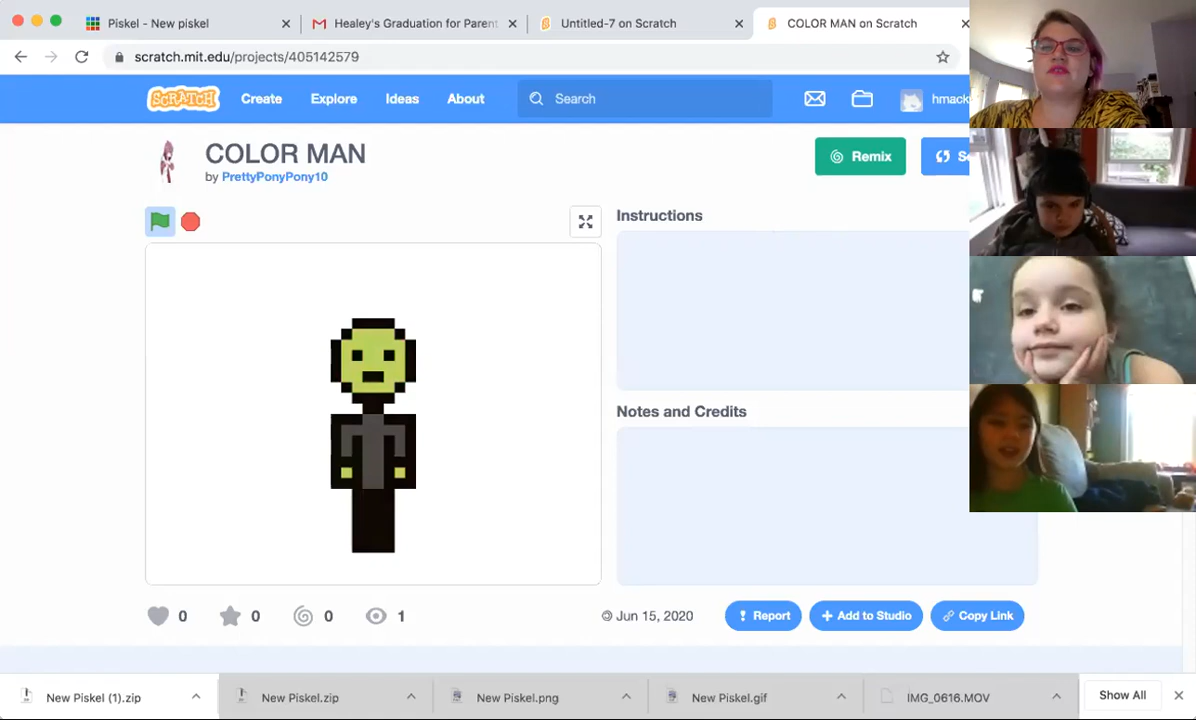 Piskel - New piskel
Healey's Graduation for Parent
Untitled-7 on Scratch
COLOR MAN on Scratch
scratch.mit.edu/projects/405142579
SCRATCH
Create
Explore
Ideas
About
Search
hmack
COLOR MAN
by PrettyPonyPony10
Remix
Instructions
Notes and Credits
0
0
0
1
Jun 15, 2020
Report
Add to Studio
Copy Link
New Piskel (1).zip
New Piskel.zip
New Piskel.png
New Piskel.gif
IMG_0616.MOV
Show All